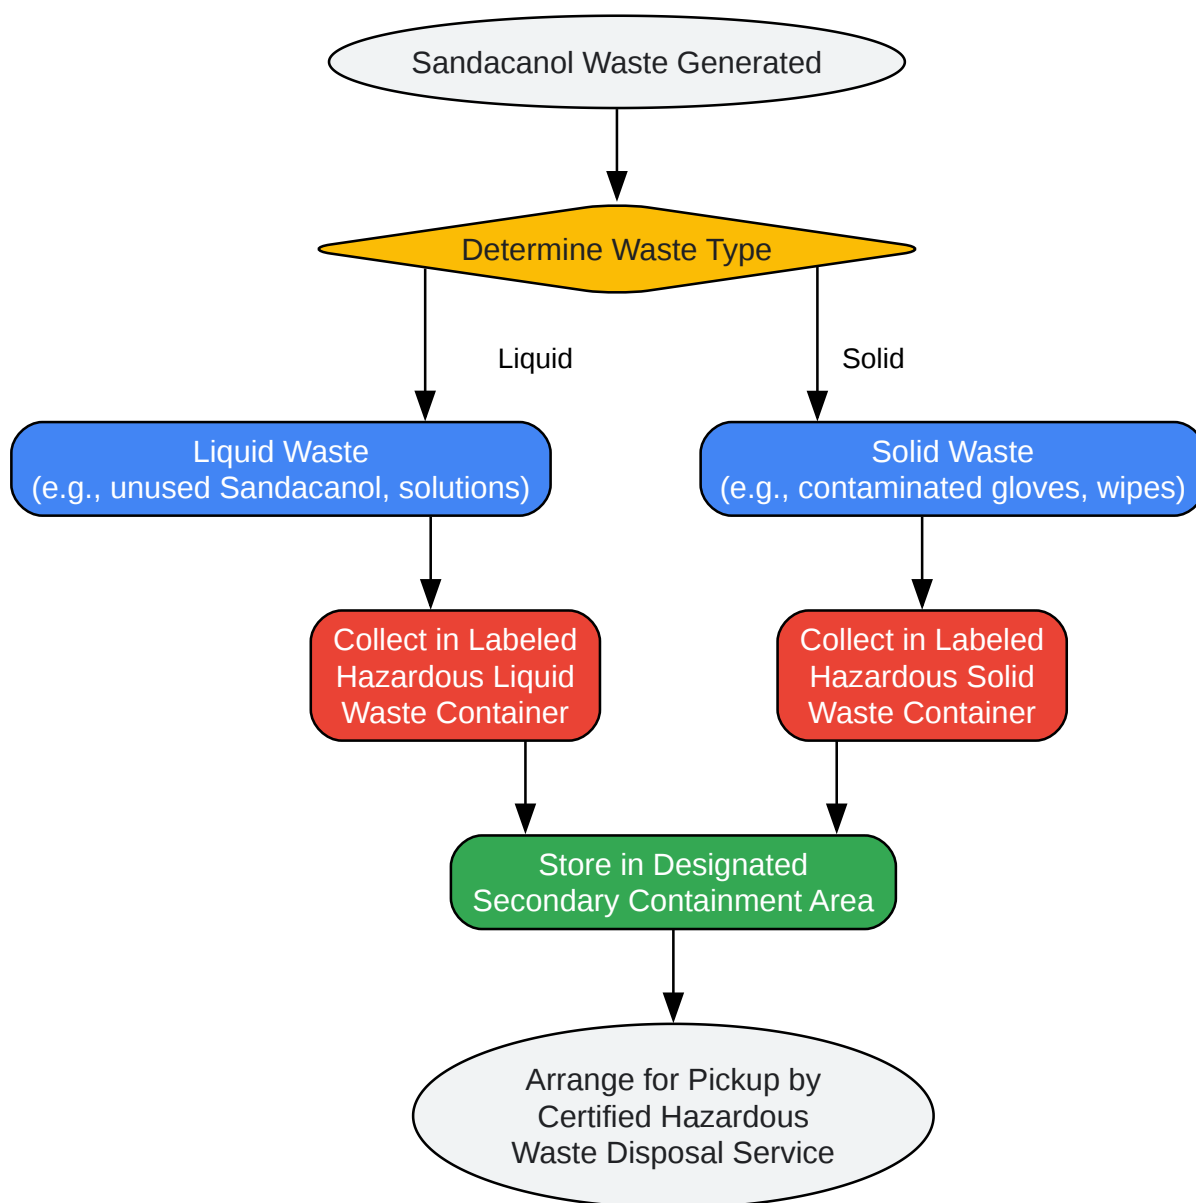 Sandacanol Waste Generated
Determine Waste Type
Liquid
Solid
Liquid Waste
(e.g., unused Sandacanol, solutions)
Solid Waste
(e.g., contaminated gloves, wipes)
Collect in Labeled
Hazardous Liquid
Waste Container
Collect in Labeled
Hazardous Solid
Waste Container
Store in Designated
Secondary Containment Area
Arrange for Pickup by
Certified Hazardous
Waste Disposal Service